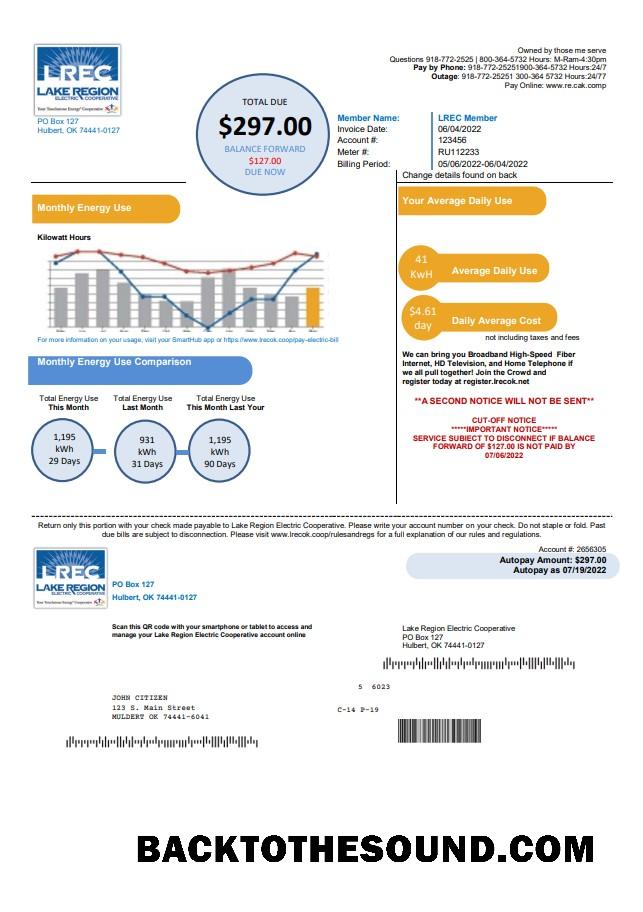 Owned by those me serve
Questions 918-772-2525 | 800-364-5732 Hours: M-Ram-4:30pm
Pay by Phone: 918-772-25251900-364-5732 Hours:24/7
Outage: 918-772-25251 300-364 5732 Hours:24/77
Pay Online: www.re.cak.comp
LREC
LAKE REGION
ELECTRIC COOPERATIVE
Your Touchstone Energy® Cooperative
PO Box 127
Hulbert, OK 74441-0127
TOTAL DUE
$297.00
BALANCE FORWARD
$127.00
DUE NOW
Member Name: LREC Member
Invoice Date: 06/04/2022
Account #: 123456
Meter #: RU112233
Billing Period: 05/06/2022-06/04/2022
Change details found on back
Monthly Energy Use
Kilowatt Hours
For more information on your usage, visit your SmartHub app or https://www.lrecok.coop/pay-electric-bill
Your Average Daily Use
41
KwH
Average Daily Use
$4.61
day
Daily Average Cost
not including taxes and fees
We can bring you Broadband High-Speed Fiber
Internet, HD Television, and Home Telephone if
we all pull together! Join the Crowd and
register today at register.lrecok.net
**A SECOND NOTICE WILL NOT BE SENT**
CUT-OFF NOTICE
*****IMPORTANT NOTICE*****
SERVICE SUBIECT TO DISCONNECT IF BALANCE
FORWARD OF $127.00 IS NOT PAID BY
07/06/2022
Monthly Energy Use Comparison
Total Energy Use
This Month
Total Energy Use
Last Month
Total Energy Use
This Month Last Your
1,195
kWh
29 Days
931
kWh
31 Days
1,195
kWh
90 Days
Return only this portion with your check made payable to Lake Region Electric Cooperative. Please write your account number on your check. Do not staple or fold. Past
due bills are subject to disconnection. Please visit www.lrecok.coop/rulesandregs for a full explanation of our rules and regulations.
LREC
LAKE REGION
ELECTRIC COOPERATIVE
Your Touchstone Energy® Cooperative
PO Box 127
Hulbert, OK 74441-0127
Account #: 2656305
Autopay Amount: $297.00
Autopay as 07/19/2022
Scan this QR code with your smartphone or tablet to access and
manage your Lake Region Electric Cooperative account online
Lake Region Electric Cooperative
PO Box 127
Hulbert, OK 74441-0127
5 6023
C-14 P-19
JOHN CITIZEN
123 S. Main Street
MULDERT OK 74441-6041
BACKTOTHESOUND.COM